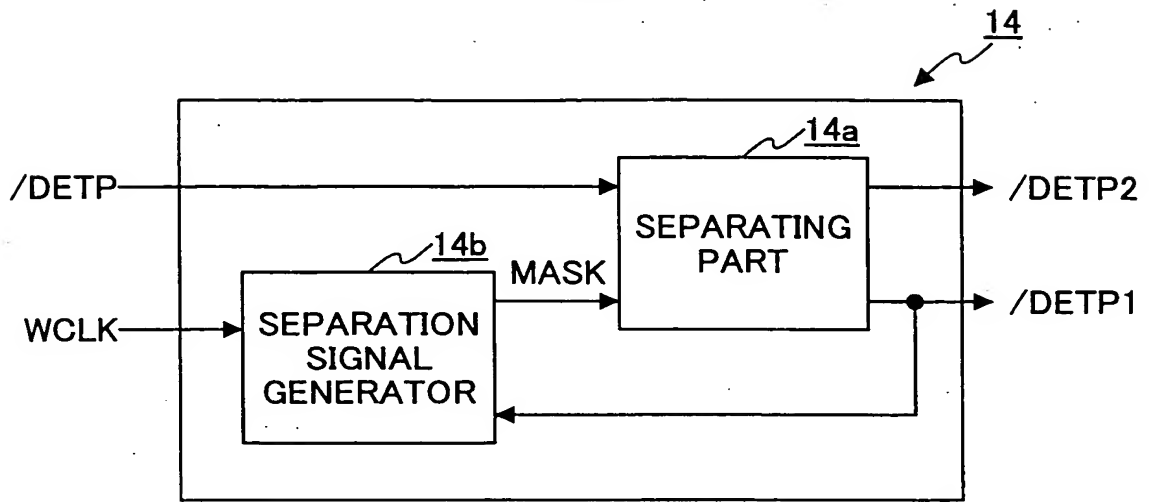 14
14a
/DETP
SEPARATING
PART
/DETP2
14b
MASK
/DETP1
WCLK
SEPARATION
SIGNAL
GENERATOR